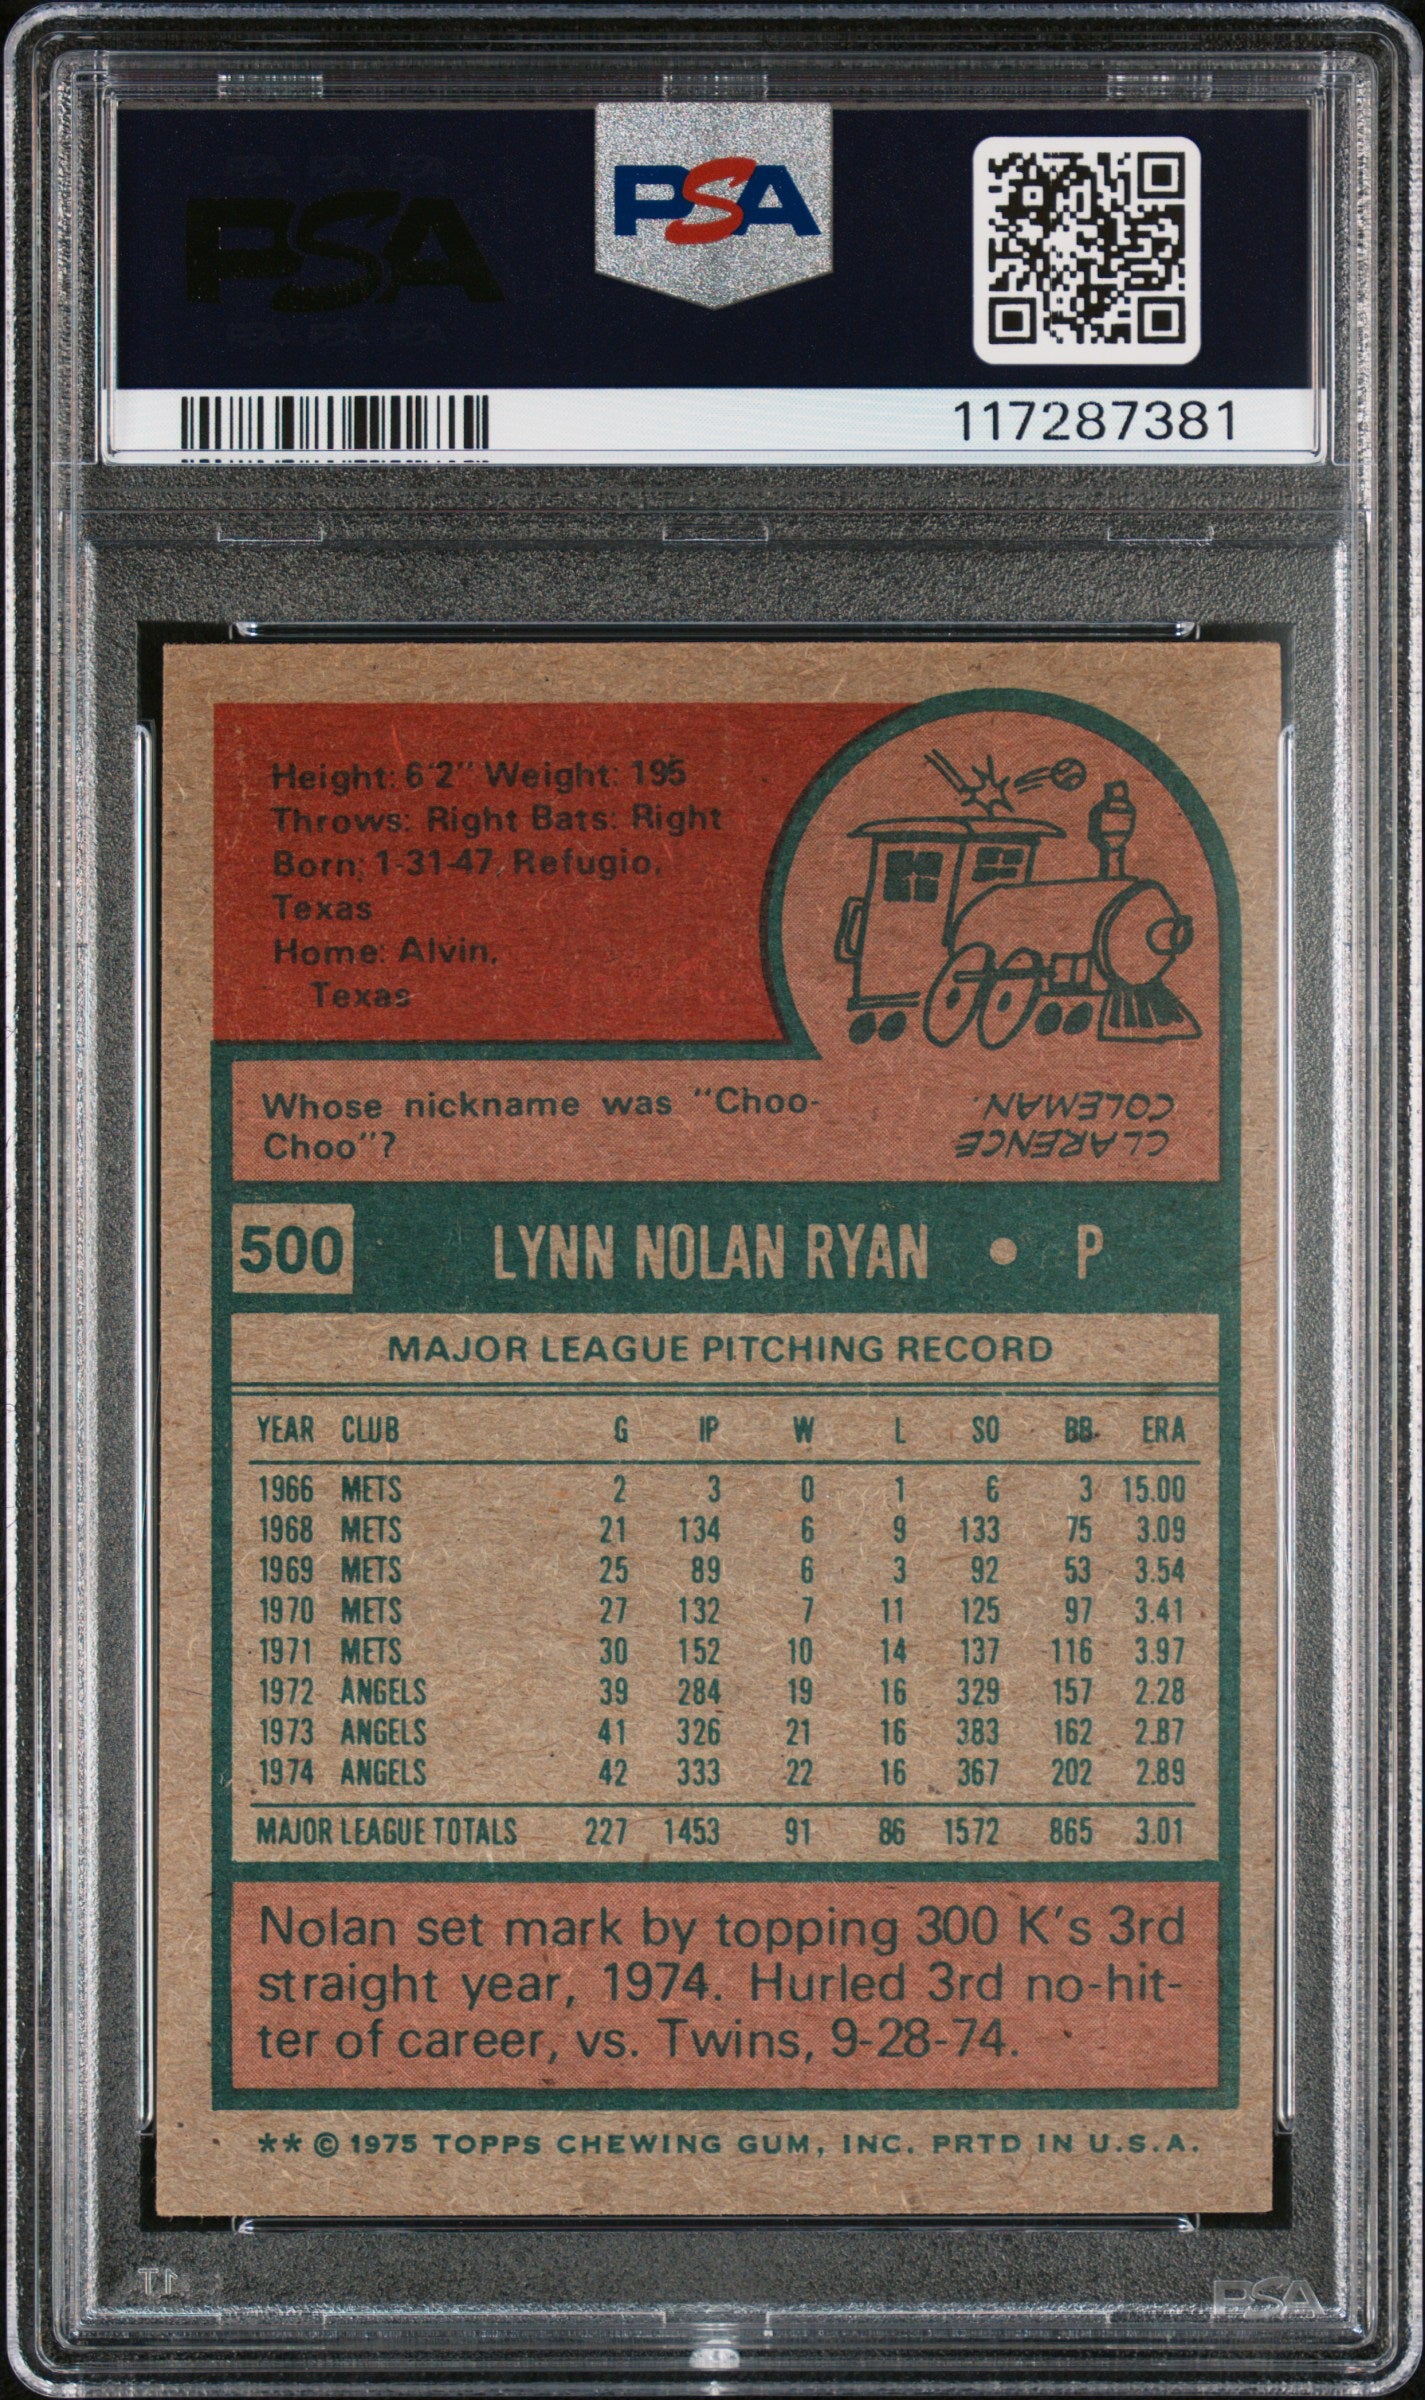 PSA
PSA
117287381
Height: 6'2" Weight: 195
Throws: Right Bats: Right
Born: 1-31-47, Refugio,
Texas
Home: Alvin,
Texas
Whose nickname was "Choo-
Choo"?
CLARENCE
COLEMAN.
500 LYNN NOLAN RYAN • P
MAJOR LEAGUE PITCHING RECORD
YEAR CLUB G IP W L SO BB ERA
1966 METS 2 3 0 1 6 3 15.00
1968 METS 21 134 6 9 133 75 3.09
1969 METS 25 89 6 3 92 53 3.54
1970 METS 27 132 7 11 125 97 3.41
1971 METS 30 152 10 14 137 116 3.97
1972 ANGELS 39 284 19 16 329 157 2.28
1973 ANGELS 41 326 21 16 383 162 2.87
1974 ANGELS 42 333 22 16 367 202 2.89
MAJOR LEAGUE TOTALS 227 1453 91 86 1572 865 3.01
Nolan set mark by topping 300 K's 3rd
straight year, 1974. Hurled 3rd no-hit-
ter of career, vs. Twins, 9-28-74.
** © 1975 TOPPS CHEWING GUM, INC. PRTD IN U.S.A.
PSA